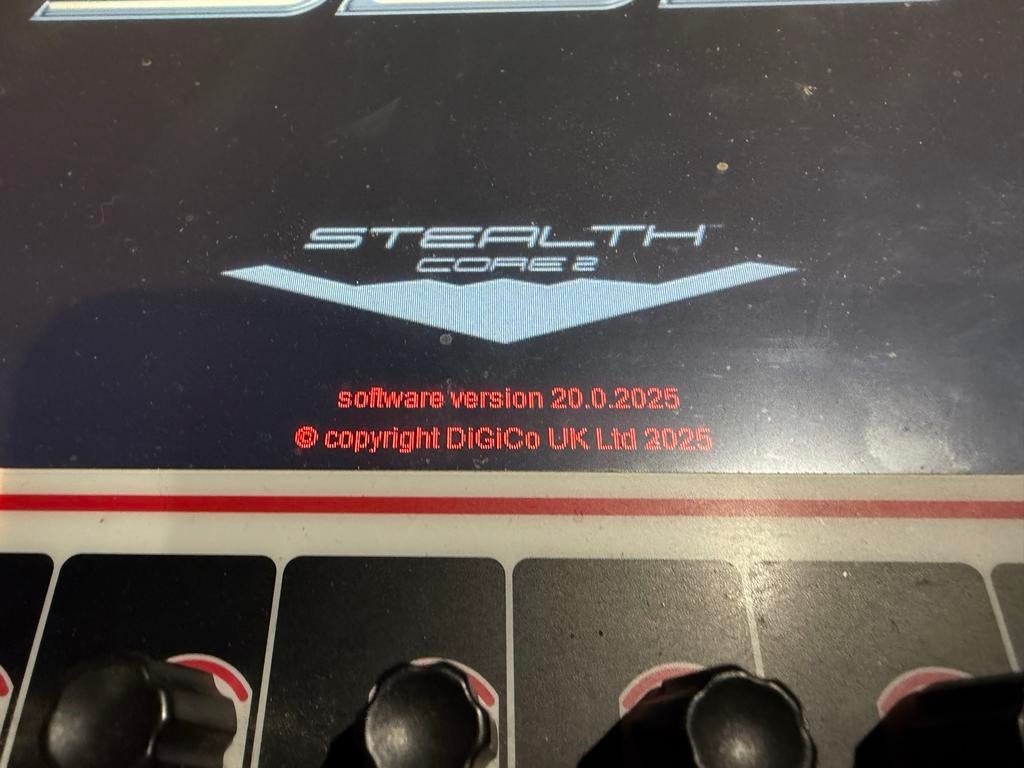 STEALTH
CORE 2
software version 20.0.2025
© copyright DiGiCo UK Ltd 2025